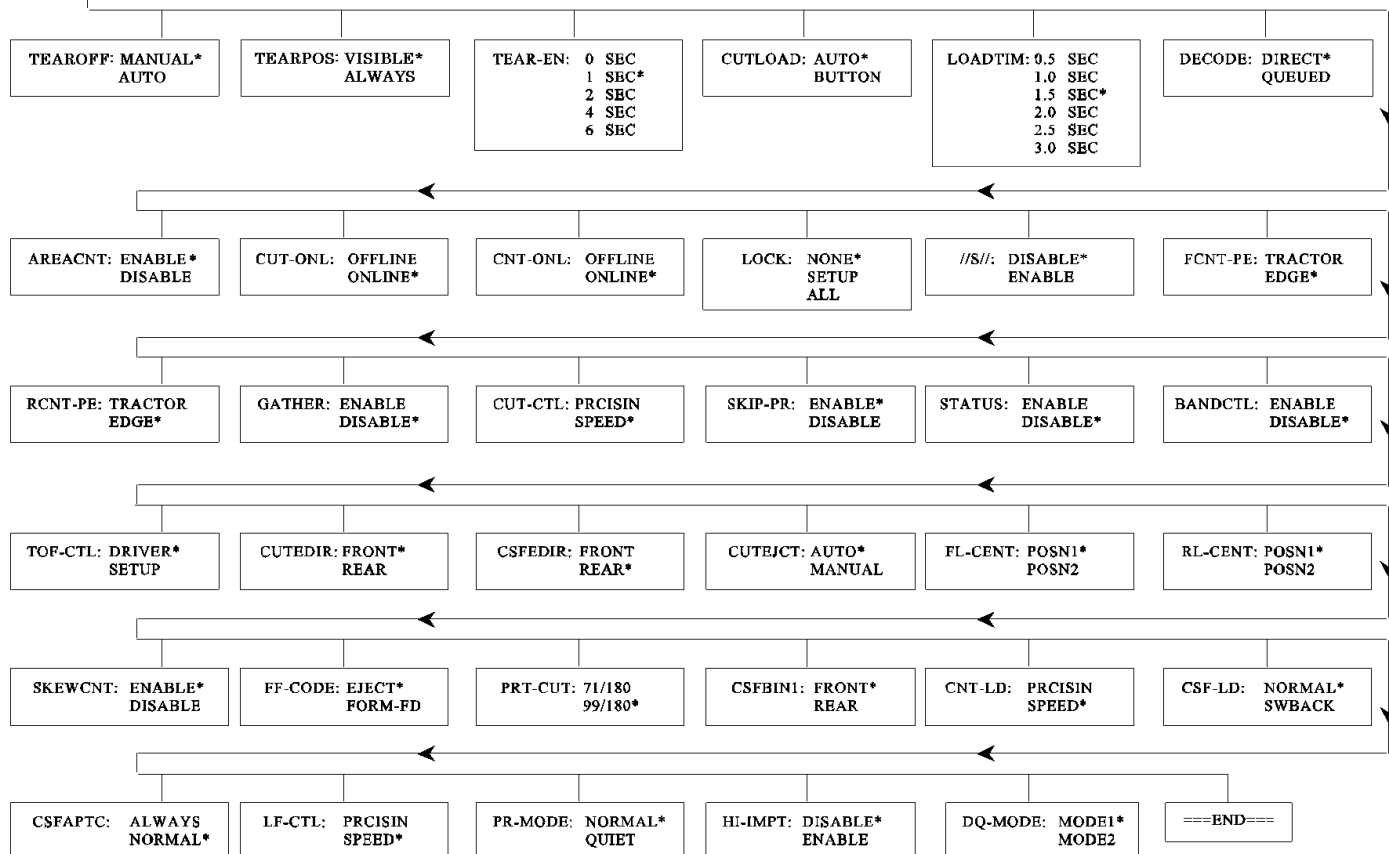 TEAROFF: MANUAL*
AUTO
TEARPOS: VISIBLE*
ALWAYS
TEAR-EN: 0 SEC
1 SEC*
2 SEC
4 SEC
6 SEC
CUTLOAD: AUTO*
BUTTON
LOADTIM: 0.5 SEC
1.0 SEC
1.5 SEC*
2.0 SEC
2.5 SEC
3.0 SEC
DECODE: DIRECT*
QUEUED
AREACNT: ENABLE*
DISABLE
CUT-ONL: OFFLINE
ONLINE*
CNT-ONL: OFFLINE
ONLINE*
LOCK: NONE*
SETUP
ALL
//S//: DISABLE*
ENABLE
FCNT-PE: TRACTOR
EDGE*
RCNT-PE: TRACTOR
EDGE*
GATHER: ENABLE
DISABLE*
CUT-CTL: PRCISIN
SPEED*
SKIP-PR: ENABLE*
DISABLE
STATUS: ENABLE
DISABLE*
BANDCTL: ENABLE
DISABLE*
TOF-CTL: DRIVER*
SETUP
CUTEDIR: FRONT*
REAR
CSFEDIR: FRONT
REAR*
CUTEJCT: AUTO*
MANUAL
FL-CENT: POSN1*
POSN2
RL-CENT: POSN1*
POSN2
SKEWCNT: ENABLE*
DISABLE
FF-CODE: EJECT*
FORM-FD
PRT-CUT: 71/180
99/180*
CSFBIN1: FRONT*
REAR
CNT-LD: PRCISIN
SPEED*
CSF-LD: NORMAL*
SWBACK
CSFAPTC: ALWAYS
NORMAL*
LF-CTL: PRCISIN
SPEED*
PR-MODE: NORMAL*
QUIET
HI-IMPT: DISABLE*
ENABLE
DQ-MODE: MODE1*
MODE2
===END===